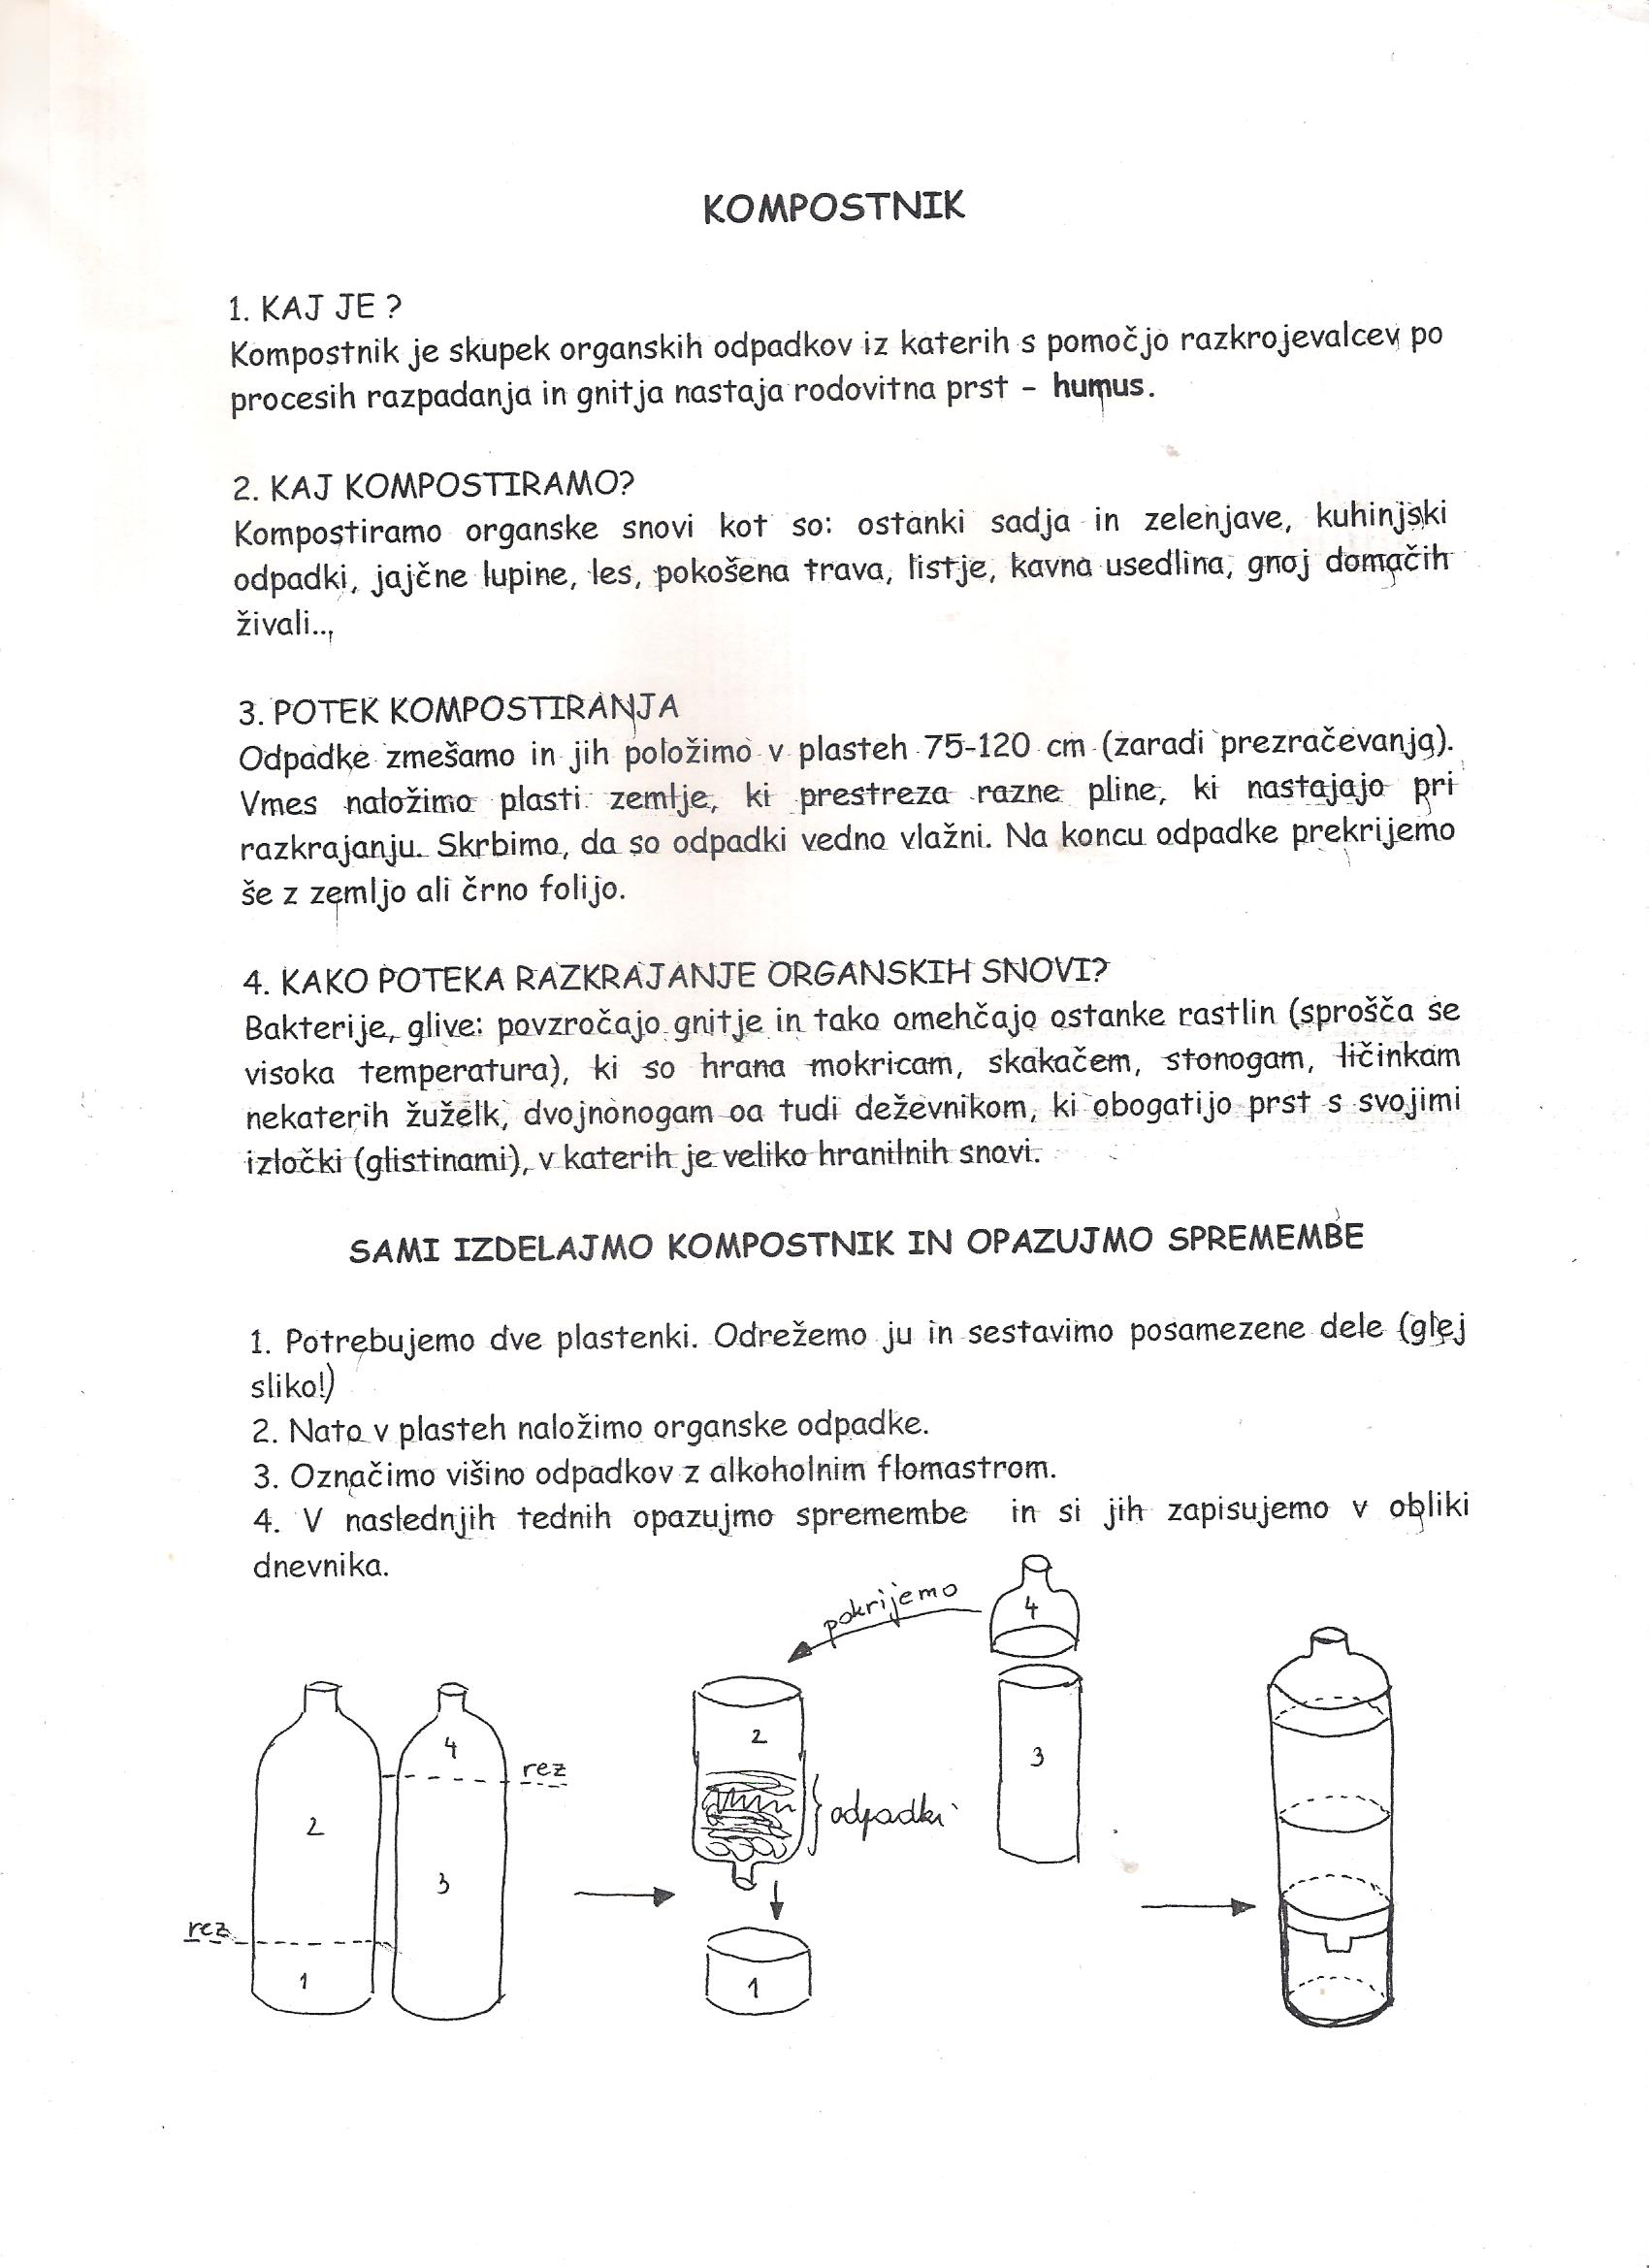 KOMPOSTNIK
1. KAJ JE ?
Kompostnik je skupek organskih odpadkov iz katerih s pomočjo razkrojevalcev po
procesih razpadanja in gnitja nastaja rodovitna prst - humus.
2. KAJ KOMPOSTIRAMO?
Kompostiramo organske snovi kot so: ostanki sadja in zelenjave, kuhinjski
odpadki, jajčne lupine, les, pokošena trava, listje, kavna usedlina, gnoj domačih
živali...
3. POTEK KOMPOSTIRANJA
Odpadke zmešamo in jih položimo v plasteh 75-120 cm (zaradi prezračevanja).
Vmes naložimo plasti zemlje, ki prestreza razne pline, ki nastajajo pri
razkrajanju. Skrbimo, da so odpadki vedno vlažni. Na koncu odpadke prekrijemo
še z zemljo ali črno folijo.
4. KAKO POTEKA RAZKRAJANJE ORGANSKIH SNOVI?
Bakterije, glive: povzročajo gnitje in tako omehčajo ostanke rastlin (sprošča se
visoka temperatura), ki so hrana mokricam, skakačem, stonogam, ličinkam
nekaterih žuželk, dvojnonogam oa tudi deževnikom, ki obogatijo prst s svojimi
izločki (glistinami), v katerih je veliko hranilnih snovi.
SAMI IZDELAJMO KOMPOSTNIK IN OPAZUJMO SPREMEMBE
1. Potrebujemo dve plastenki. Odrežemo ju in sestavimo posamezene dele (glej
sliko!)
2. Nato v plasteh naložimo organske odpadke.
3. Označimo višino odpadkov z alkoholnim flomastrom.
4. V naslednjih tednih opazujmo spremembe in si jih zapisujemo v obliki
dnevnika.
pokrijemo
4
2
4
rez
3
odpadki
2
3
rez
1
1